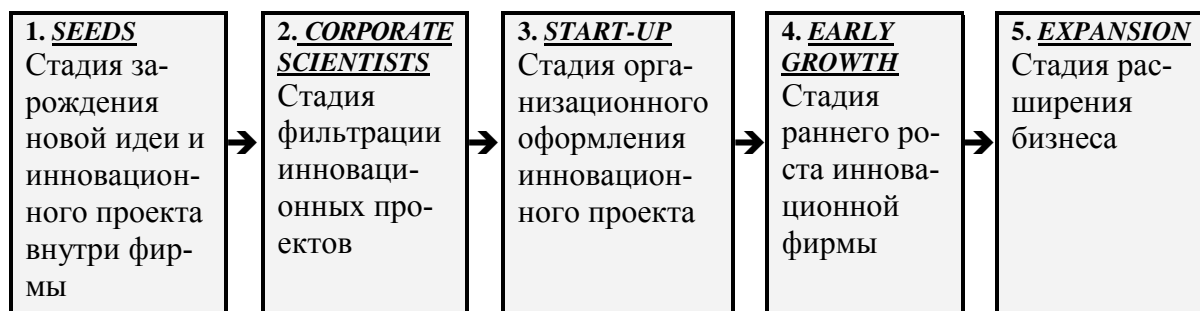 1. SEEDS
Стадия за-
рождения
новой идеи и
инновацион-
ного проекта
внутри фир-
мы
2. CORPORATE
SCIENTISTS
Стадия
фильтрации
инноваци-
онных про-
ектов
3. START-UP
Стадия орга-
низационного
оформления
инновацион-
ного проекта
4. EARLY
GROWTH
Стадия
раннего ро-
ста иннова-
ционной
фирмы
5. EXPANSION
Стадия рас-
ширения
бизнеса